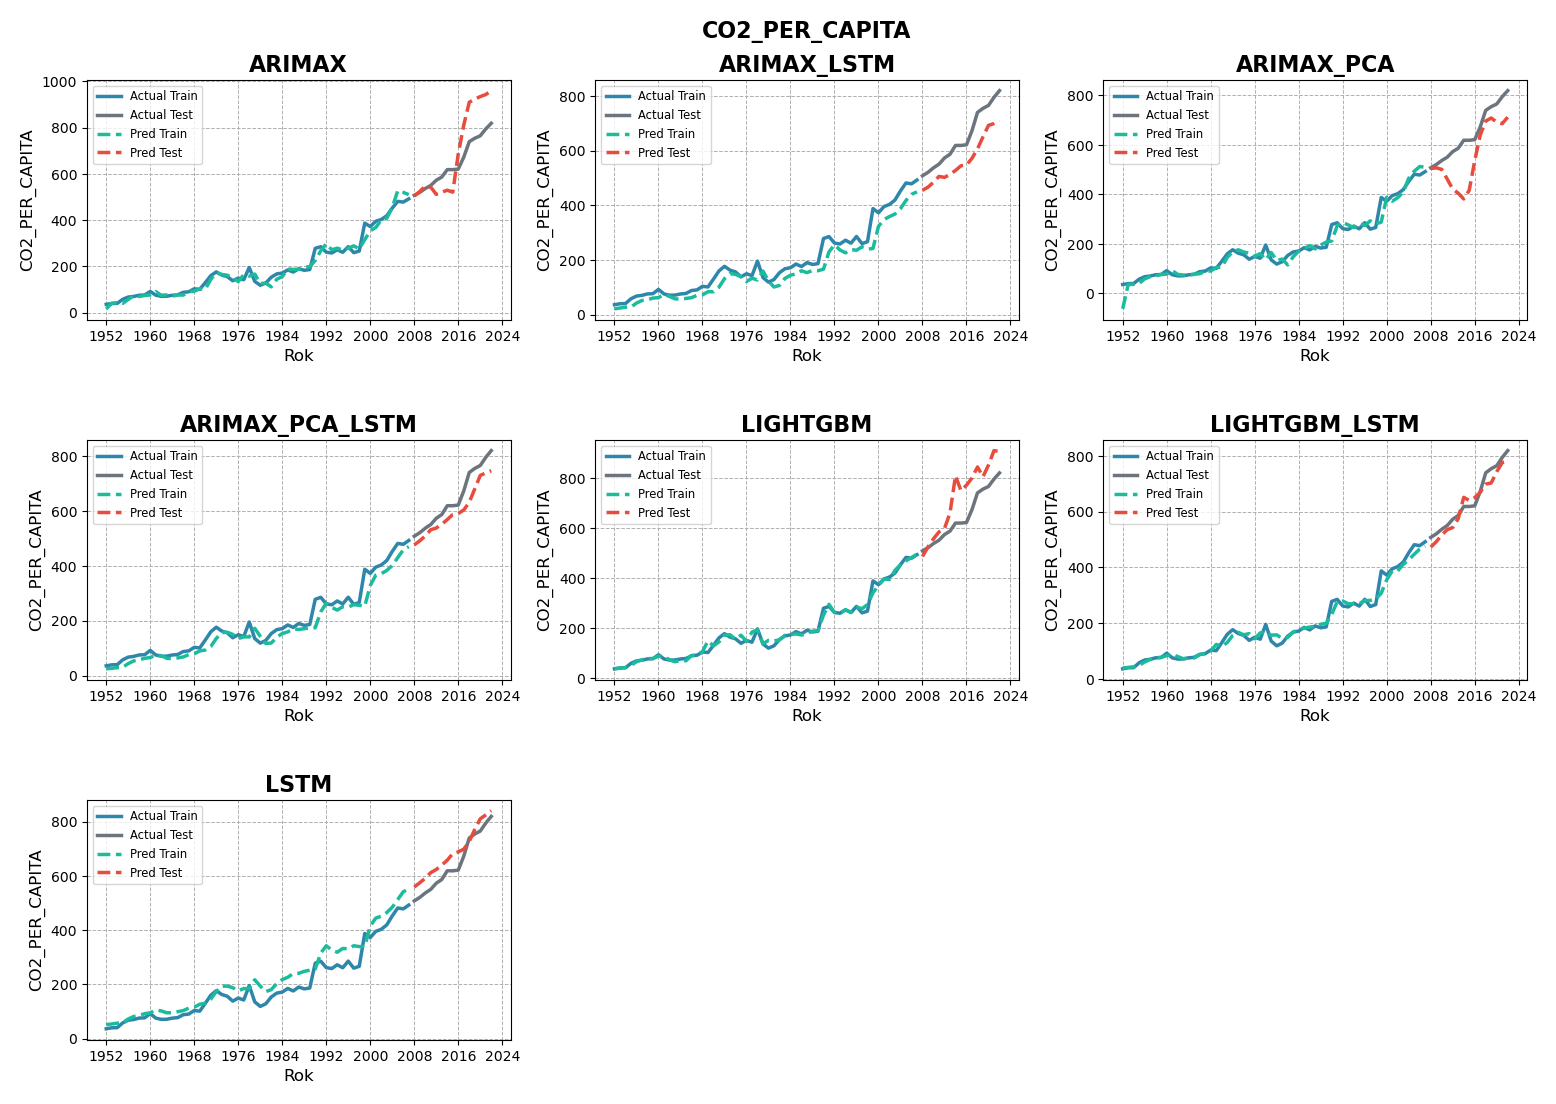 CO2_PER_CAPITA
ARIMAX
CO2_PER_CAPITA
1000
800
600
400
200
0
Actual Train
Actual Test
Pred Train
Pred Test
1952 1960 1968 1976 1984 1992 2000 2008 2016 2024
Rok
ARIMAX_LSTM
CO2_PER_CAPITA
800
600
400
200
0
Actual Train
Actual Test
Pred Train
Pred Test
1952 1960 1968 1976 1984 1992 2000 2008 2016 2024
Rok
ARIMAX_PCA
CO2_PER_CAPITA
800
600
400
200
0
Actual Train
Actual Test
Pred Train
Pred Test
1952 1960 1968 1976 1984 1992 2000 2008 2016 2024
Rok
ARIMAX_PCA_LSTM
CO2_PER_CAPITA
800
600
400
200
0
Actual Train
Actual Test
Pred Train
Pred Test
1952 1960 1968 1976 1984 1992 2000 2008 2016 2024
Rok
LIGHTGBM
CO2_PER_CAPITA
800
600
400
200
0
Actual Train
Actual Test
Pred Train
Pred Test
1952 1960 1968 1976 1984 1992 2000 2008 2016 2024
Rok
LIGHTGBM_LSTM
CO2_PER_CAPITA
800
600
400
200
0
Actual Train
Actual Test
Pred Train
Pred Test
1952 1960 1968 1976 1984 1992 2000 2008 2016 2024
Rok
LSTM
CO2_PER_CAPITA
800
600
400
200
0
Actual Train
Actual Test
Pred Train
Pred Test
1952 1960 1968 1976 1984 1992 2000 2008 2016 2024
Rok